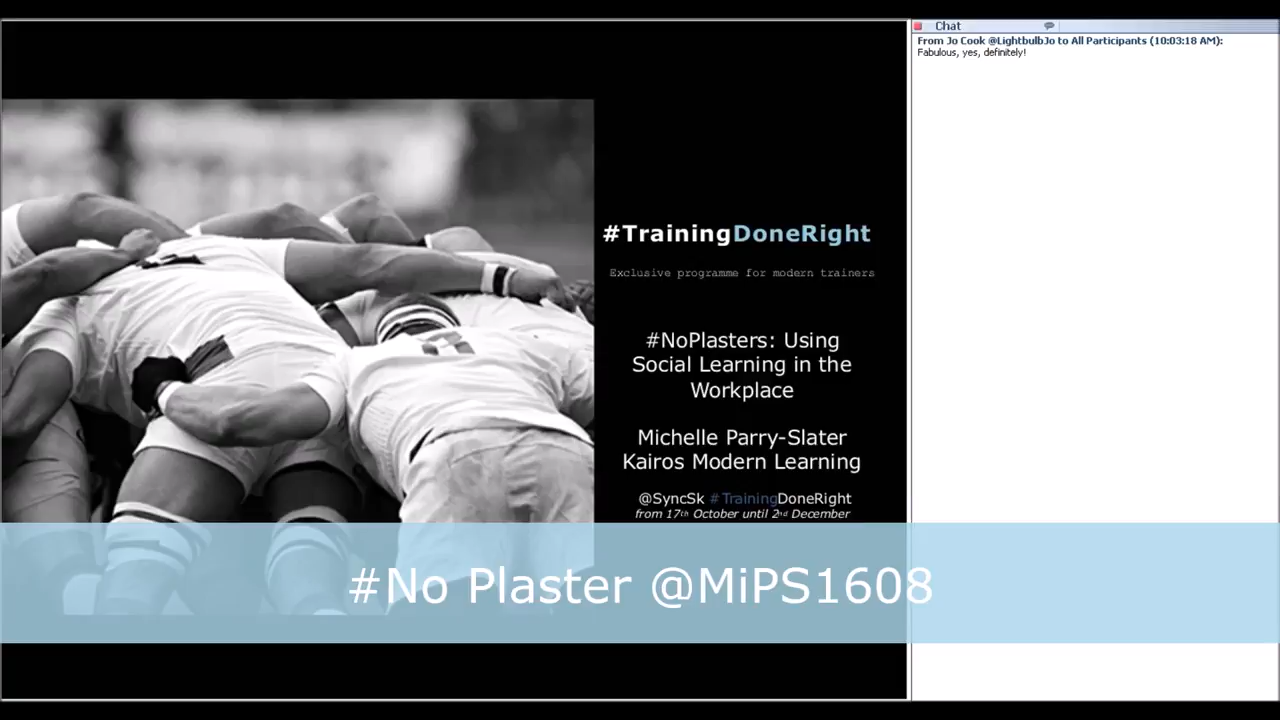 #TrainingDoneRight
Exclusive programme for modern trainers
#NoPlasters: Using
Social Learning in the
Workplace
Michelle Parry-Slater
Kairos Modern Learning
@SyncSk #TrainingDoneRight
from 17th October until 2nd December
#No Plaster @MiPS1608
Chat
From Jo Cook @LightbulbJo to All Participants (10:03:18 AM):
Fabulous, yes, definitely!